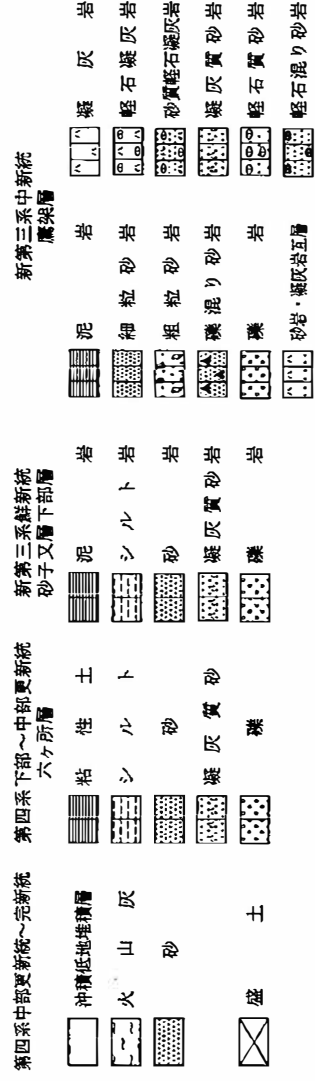 第四系中部更新統～完新統
沖積低地堆積層
火山灰
砂
盛土
第四系下部～中部更新統
六ヶ所層
粘性土
シルト
砂
凝灰質砂
礫
新第三系鮮新統
砂子又層下部層
泥岩
シルト岩
砂岩
凝灰質砂岩
礫岩
新第三系中新統
鷹架層
泥岩
細粒砂岩
粗粒砂岩
礫混り砂岩
礫岩
砂岩・凝灰岩互層
凝灰岩
軽石凝灰岩
砂質軽石凝灰岩
凝灰質砂岩
軽石質砂岩
軽石混り砂岩